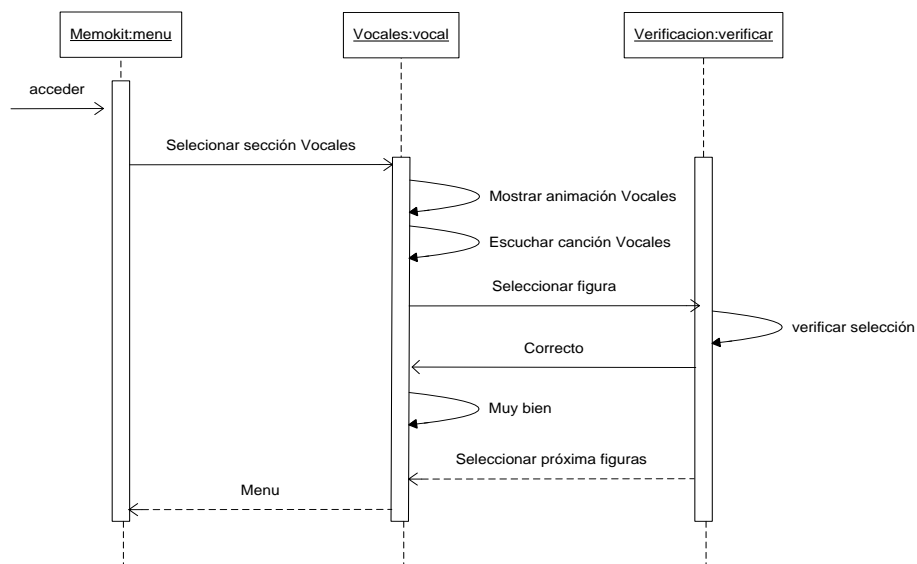 Memokit:menu
Vocales:vocal
Verificacion:verificar
acceder
Selecionar sección Vocales
Mostrar animación Vocales
Escuchar canción Vocales
Seleccionar figura
verificar selección
Correcto
Muy bien
Seleccionar próxima figuras
Menu